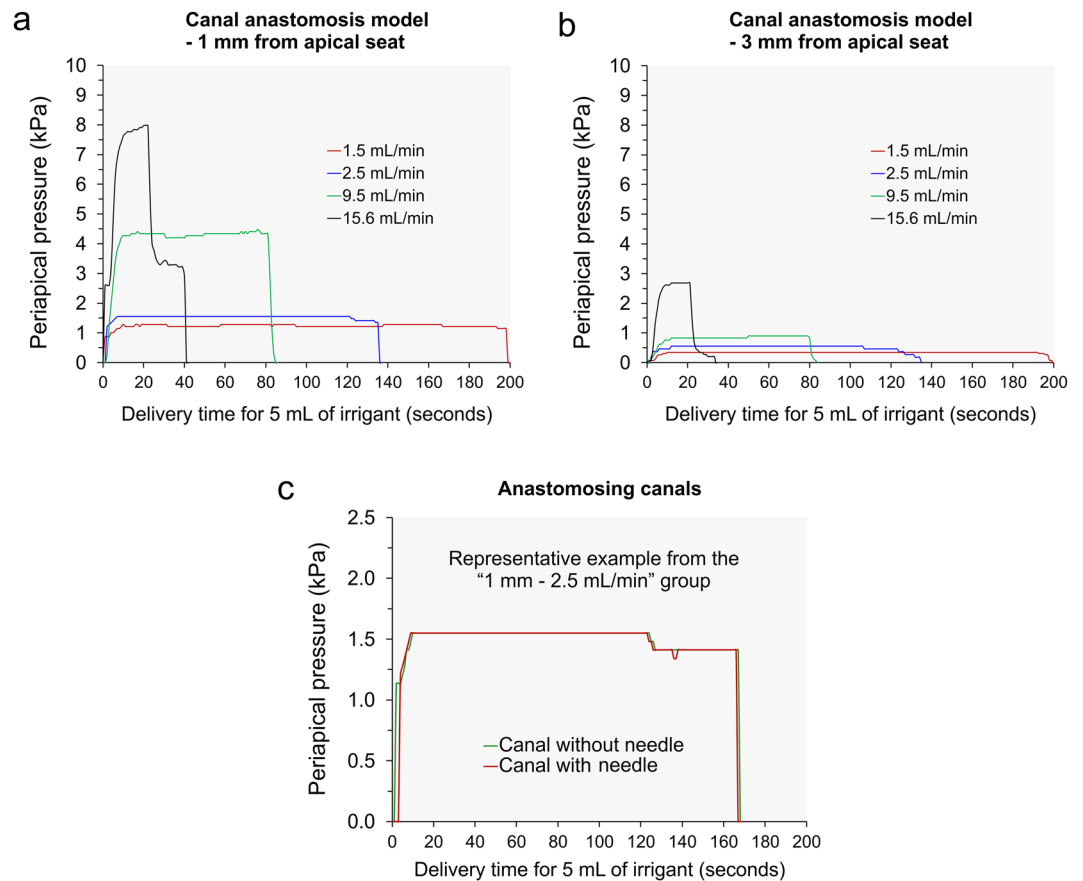 a
Canal anastomosis model
- 1 mm from apical seat
Periapical pressure (kPa)
10
9
8
7
6
5
4
3
2
1
0
1.5 mL/min
2.5 mL/min
9.5 mL/min
15.6 mL/min
0 20 40 60 80 100 120 140 160 180 200
Delivery time for 5 mL of irrigant (seconds)
b
Canal anastomosis model
- 3 mm from apical seat
Periapical pressure (kPa)
10
9
8
7
6
5
4
3
2
1
0
1.5 mL/min
2.5 mL/min
9.5 mL/min
15.6 mL/min
0 20 40 60 80 100 120 140 160 180 200
Delivery time for 5 mL of irrigant (seconds)
c
Anastomosing canals
Periapical pressure (kPa)
2.5
2.0
1.5
1.0
0.5
0.0
Representative example from the
“1 mm - 2.5 mL/min” group
Canal without needle
Canal with needle
0 20 40 60 80 100 120 140 160 180 200
Delivery time for 5 mL of irrigant (seconds)